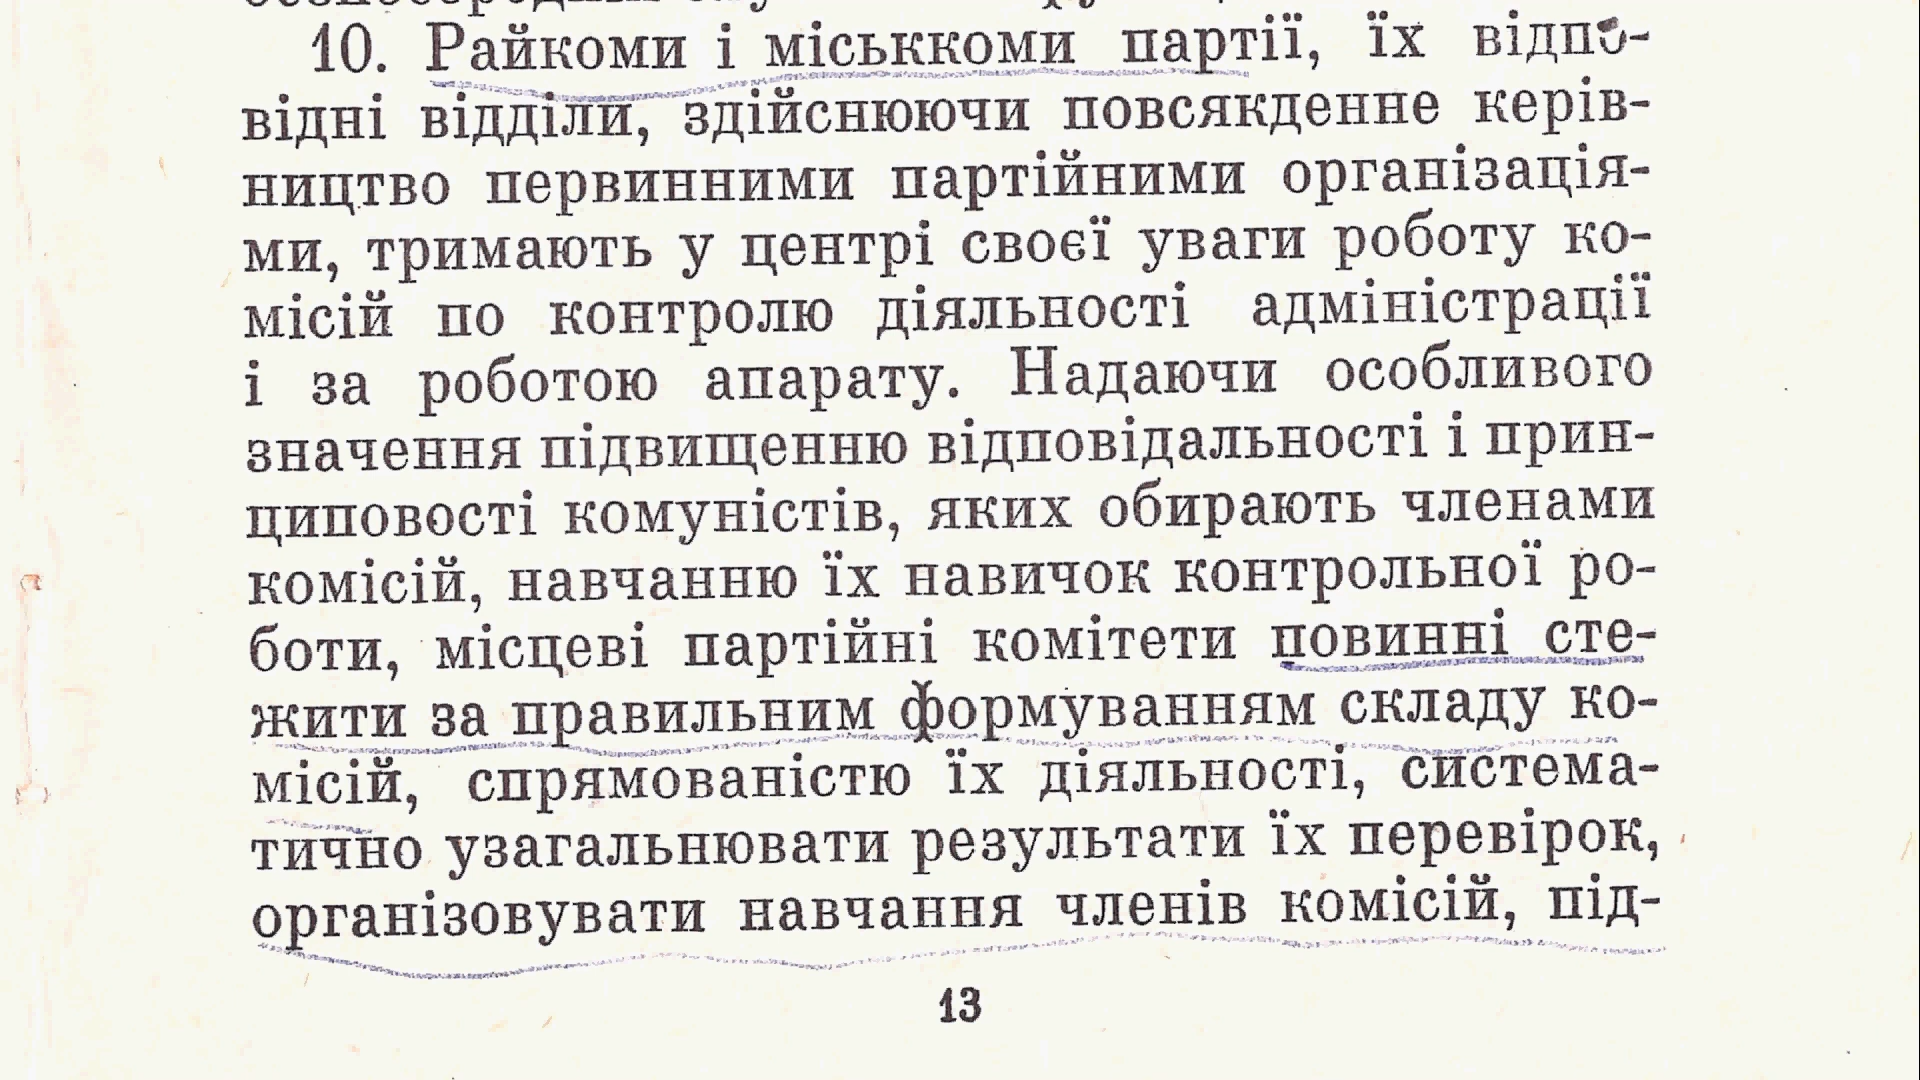 10. Райкоми і міськкоми партії, їх відпо-
відні відділи, здійснюючи повсякденне керів-
ництво первинними партійними організація-
ми, тримають у центрі своєї уваги роботу ко-
місій по контролю діяльності адміністрації
і за роботою апарату. Надаючи особливого
значення підвищенню відповідальності і прин-
циповості комуністів, яких обирають членами
комісій, навчанню їх навичок контрольної ро-
боти, місцеві партійні комітети повинні сте-
жити за правильним формуванням складу ко-
місій, спрямованістю їх діяльності, система-
тично узагальнювати результати їх перевірок,
організовувати навчання членів комісій, під-
13